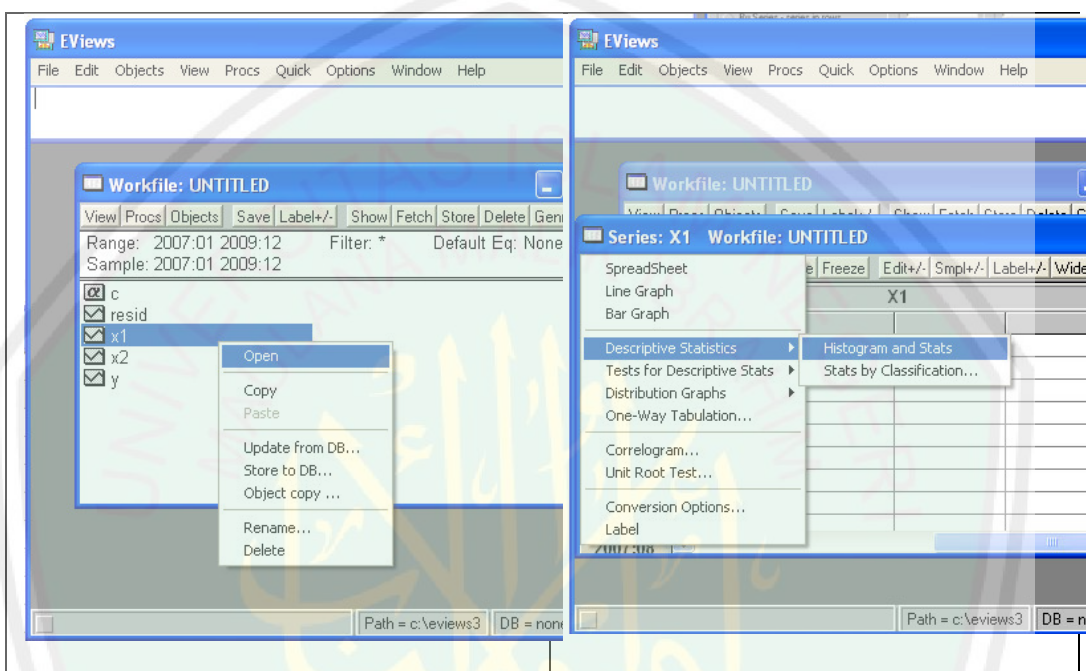 EViews
File Edit Objects View Procs Quick Options Window Help
Workfile: UNTITLED
View Procs Objects Save Label+/- Show Fetch Store Delete Genr
Range: 2007:01 2009:12 Filter: * Default Eq: None
Sample: 2007:01 2009:12
c
resid
x1
x2
y
Open
Copy
Paste
Update from DB...
Store to DB...
Object copy ...
Rename...
Delete
Path = c:\eviews3 DB = none
EViews
File Edit Objects View Procs Quick Options Window Help
Workfile: UNTITLED
Series: X1 Workfile: UNTITLED
Freeze Edit+/- Smpl+/- Label+/- Wide
X1
SpreadSheet
Line Graph
Bar Graph
Descriptive Statistics
Tests for Descriptive Stats
Distribution Graphs
One-Way Tabulation...
Correlogram...
Unit Root Test...
Conversion Options...
Label
Histogram and Stats
Stats by Classification...
2007:08
Path = c:\eviews3 DB = n